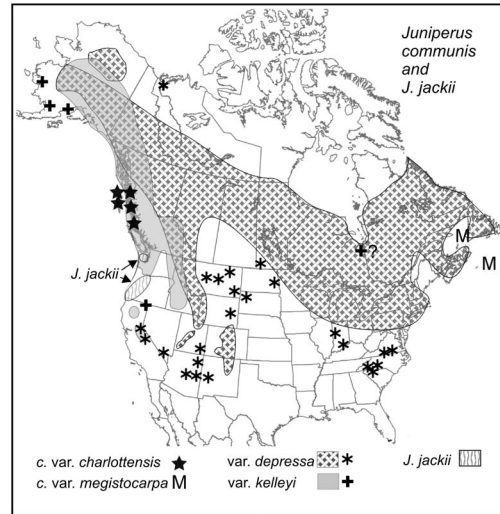 Juniperus
communis
and
J. jackii
M
?
M
J. jackii
c. var. charlottensis var. depressa J. jackii
c. var. megistocarpa M var. kelleyi